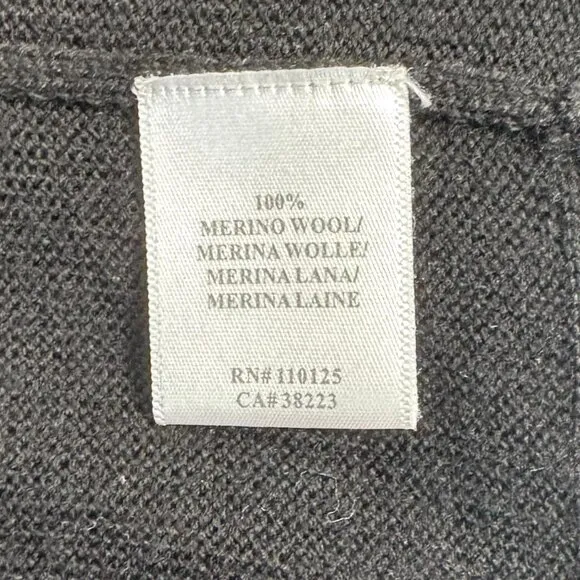 100%
MERINO WOOL/
MERINA WOLLE/
MERINA LANA/
MERINA LAINE
RN# 110125
CA# 38223